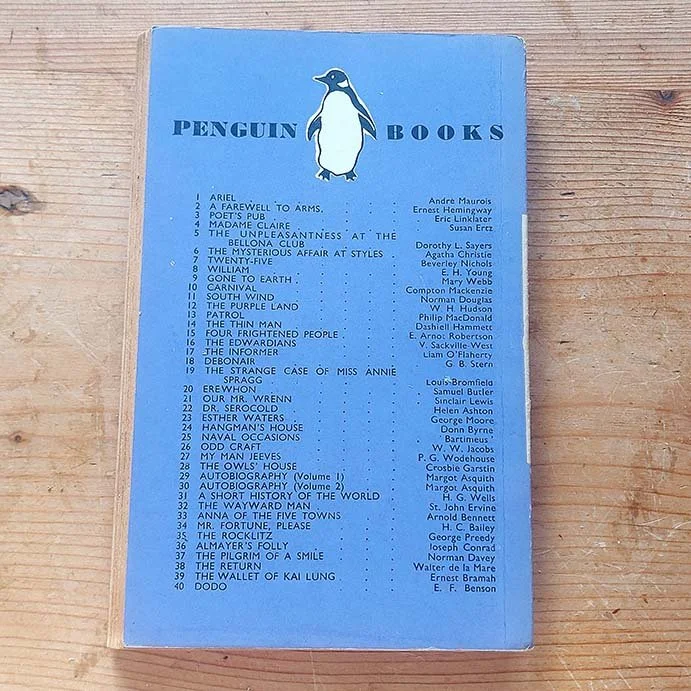 PENGUIN BOOKS
1 ARIEL . . . . . André Maurois
2 A FAREWELL TO ARMS. . . . Ernest Hemingway
3 POET'S PUB . . . . Eric Linklater
4 MADAME CLAIRE . . . . Susan Ertz
5 THE UNPLEASANTNESS AT THE
BELLONA CLUB . . . Dorothy L. Sayers
6 THE MYSTERIOUS AFFAIR AT STYLES . Agatha Christie
7 TWENTY-FIVE . . . . Beverley Nichols
8 WILLIAM . . . . E. H. Young
9 GONE TO EARTH . . . . Mary Webb
10 CARNIVAL . . . . Compton Mackenzie
11 SOUTH WIND . . . . Norman Douglas
12 THE PURPLE LAND . . . W. H. Hudson
13 PATROL . . . . Philip MacDonald
14 THE THIN MAN . . . . Dashiell Hammett
15 FOUR FRIGHTENED PEOPLE . . . E. Arnot Robertson
16 THE EDWARDIANS . . . V. Sackville-West
17 THE INFORMER . . . . Liam O'Flaherty
18 DEBONAIR . . . . G. B. Stern
19 THE STRANGE CASE OF MISS ANNIE
SPRAGG . . . . Louis Bromfield
20 EREWHON . . . . Samuel Butler
21 OUR MR. WRENN . . . . Sinclair Lewis
22 DR. SEROCOLD . . . . Helen Ashton
23 ESTHER WATERS . . . . George Moore
24 HANGMAN'S HOUSE . . . Donn Byrne
25 NAVAL OCCASIONS . . . 'Bartimeus'
26 ODD CRAFT . . . . W. W. Jacobs
27 MY MAN JEEVES . . . P. G. Wodehouse
28 THE OWLS' HOUSE . . . Crosbie Garstin
29 AUTOBIOGRAPHY (Volume 1) . . . Margot Asquith
30 AUTOBIOGRAPHY (Volume 2) . . . Margot Asquith
31 A SHORT HISTORY OF THE WORLD . . H. G. Wells
32 THE WAYWARD MAN . . . St. John Ervine
33 ANNA OF THE FIVE TOWNS . . . Arnold Bennett
34 MR. FORTUNE, PLEASE . . . H. C. Bailey
35 THE ROCKLITZ . . . . George Preedy
36 ALMAYER'S FOLLY . . . Joseph Conrad
37 THE PILGRIM OF A SMILE . . . Norman Davey
38 THE RETURN . . . . Walter de la Mare
39 THE WALLET OF KAI LUNG . . . Ernest Bramah
40 DODO . . . . . E. F. Benson